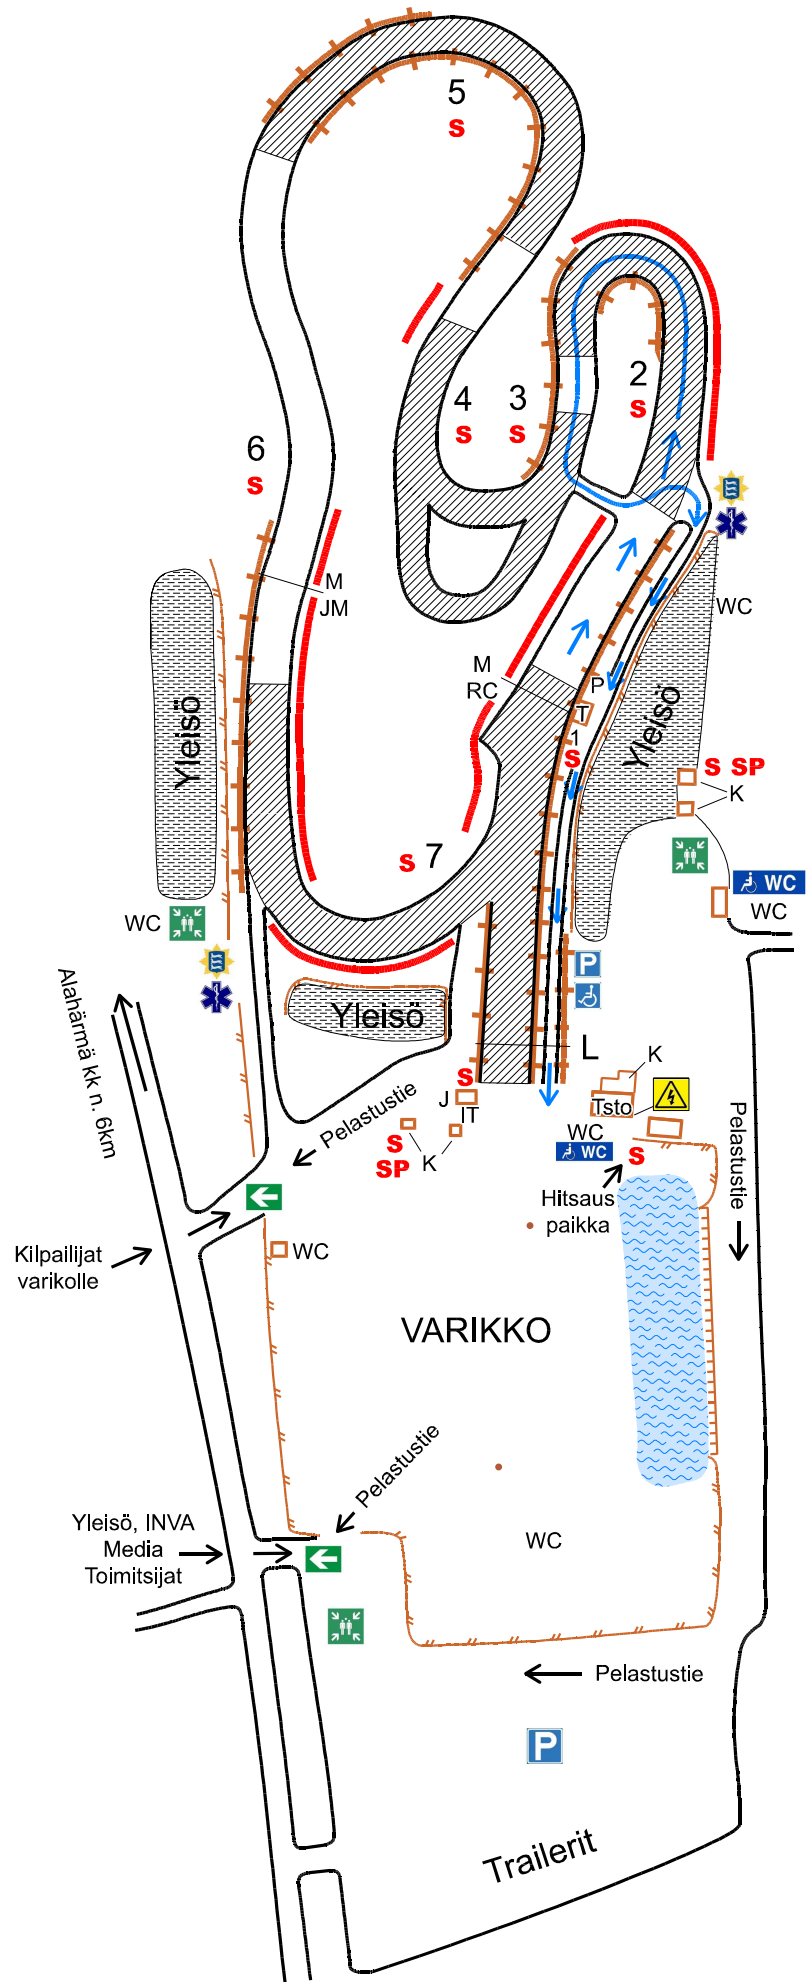 5
S
2
S
4
S
3
S
6
S
M
JM
WC
M
RC
P
T
1
S
Yleisö
Yleisö
S SP
K
S 7
WC
WC
WC
P
Yleisö
L
Alahärmä kk n. 6km
S
J
IT
K
Tsto
WC
WC
S
Pelastustie
S
SP
K
Pelastustie
Hitsaus
paikka
Kilpailijat
varikolle
WC
VARIKKO
Pelastustie
Yleisö, INVA
Media
Toimitsijat
WC
Pelastustie
P
Trailerit